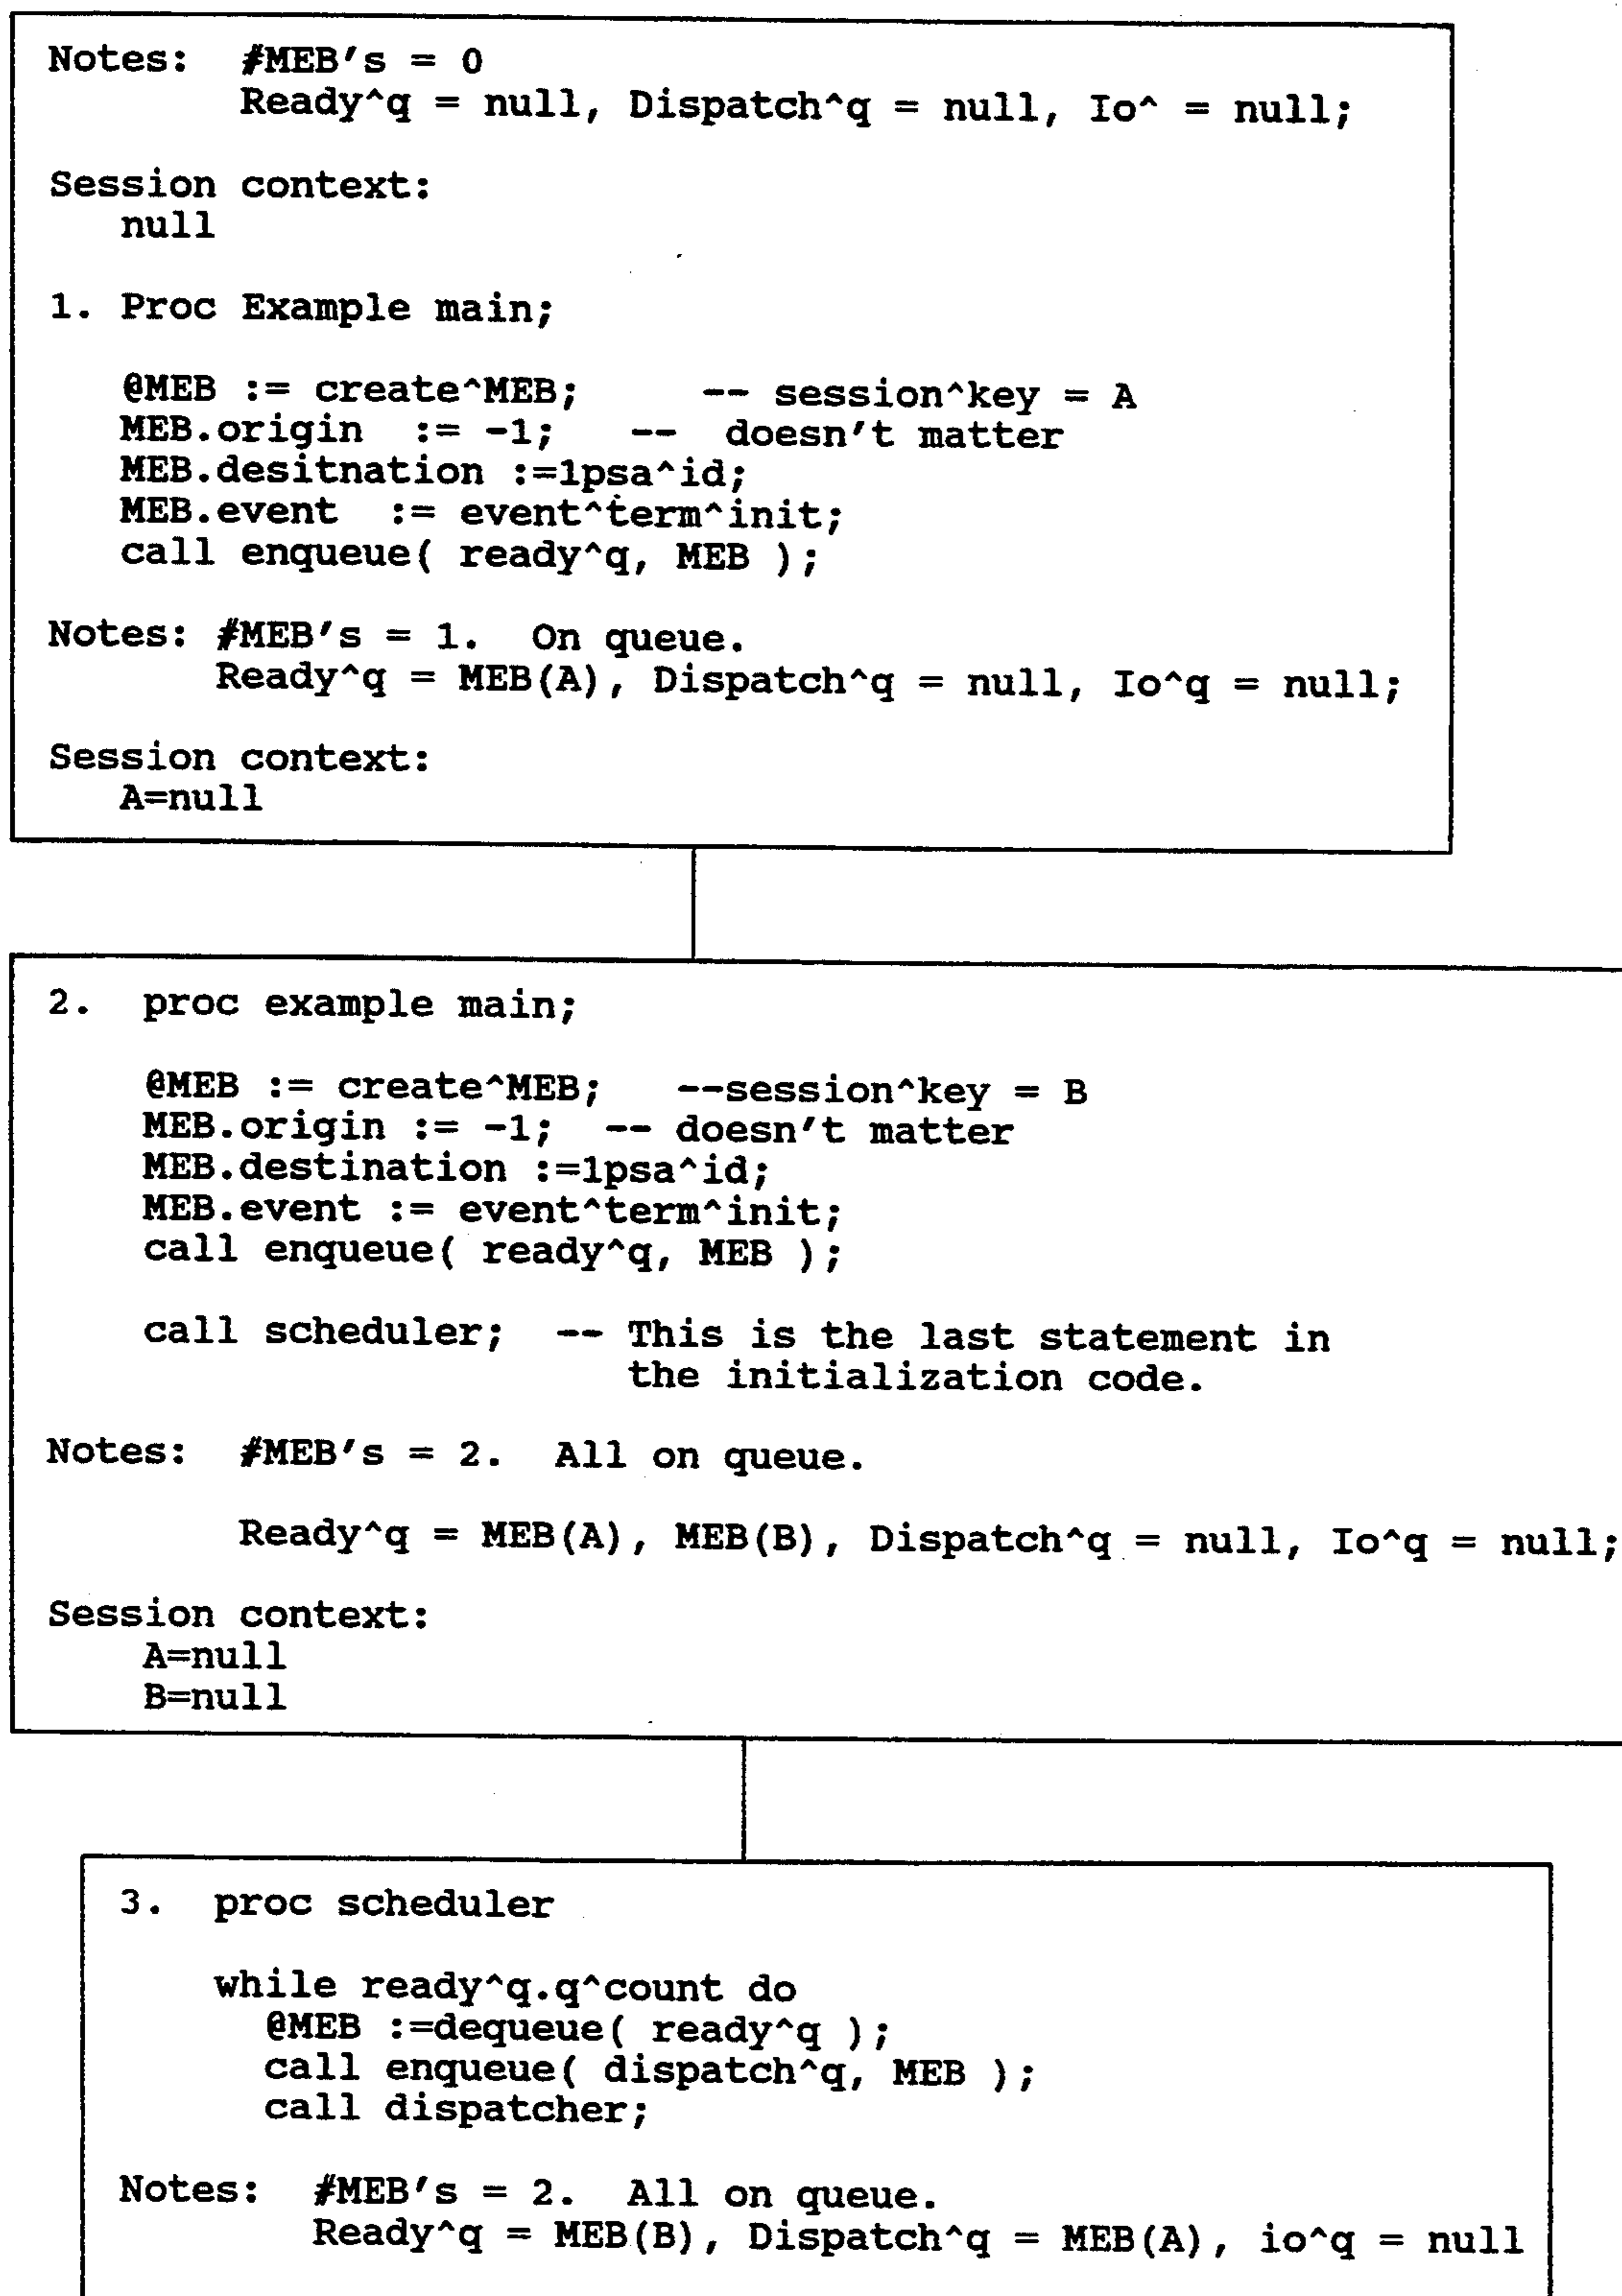 Notes: #MEB's = 0
Ready^q = null, Dispatch^q = null, Io^ = null;
Session context:
null
1. Proc Example main;
@MEB := create^MEB; -- session^key = A
MEB.origin := -1; -- doesn't matter
MEB.desitnation :=lpsa^id;
MEB.event := event^term^init;
call enqueue( ready^q, MEB );
Notes: #MEB's = 1. On queue.
Ready^q = MEB(A), Dispatch^q = null, Io^q = null;
Session context:
A=null
2. proc example main;
@MEB := create^MEB; --session^key = B
MEB.origin := -1; -- doesn't matter
MEB.destination :=lpsa^id;
MEB.event := event^term^init;
call enqueue( ready^q, MEB );
call scheduler; -- This is the last statement in
the initialization code.
Notes: #MEB's = 2. All on queue.
Ready^q = MEB(A), MEB(B), Dispatch^q = null, Io^q = null;
Session context:
A=null
B=null
3. proc scheduler
while ready^q.q^count do
@MEB :=dequeue( ready^q );
call enqueue( dispatch^q, MEB );
call dispatcher;
Notes: #MEB's = 2. All on queue.
Ready^q = MEB(B), Dispatch^q = MEB(A), io^q = null